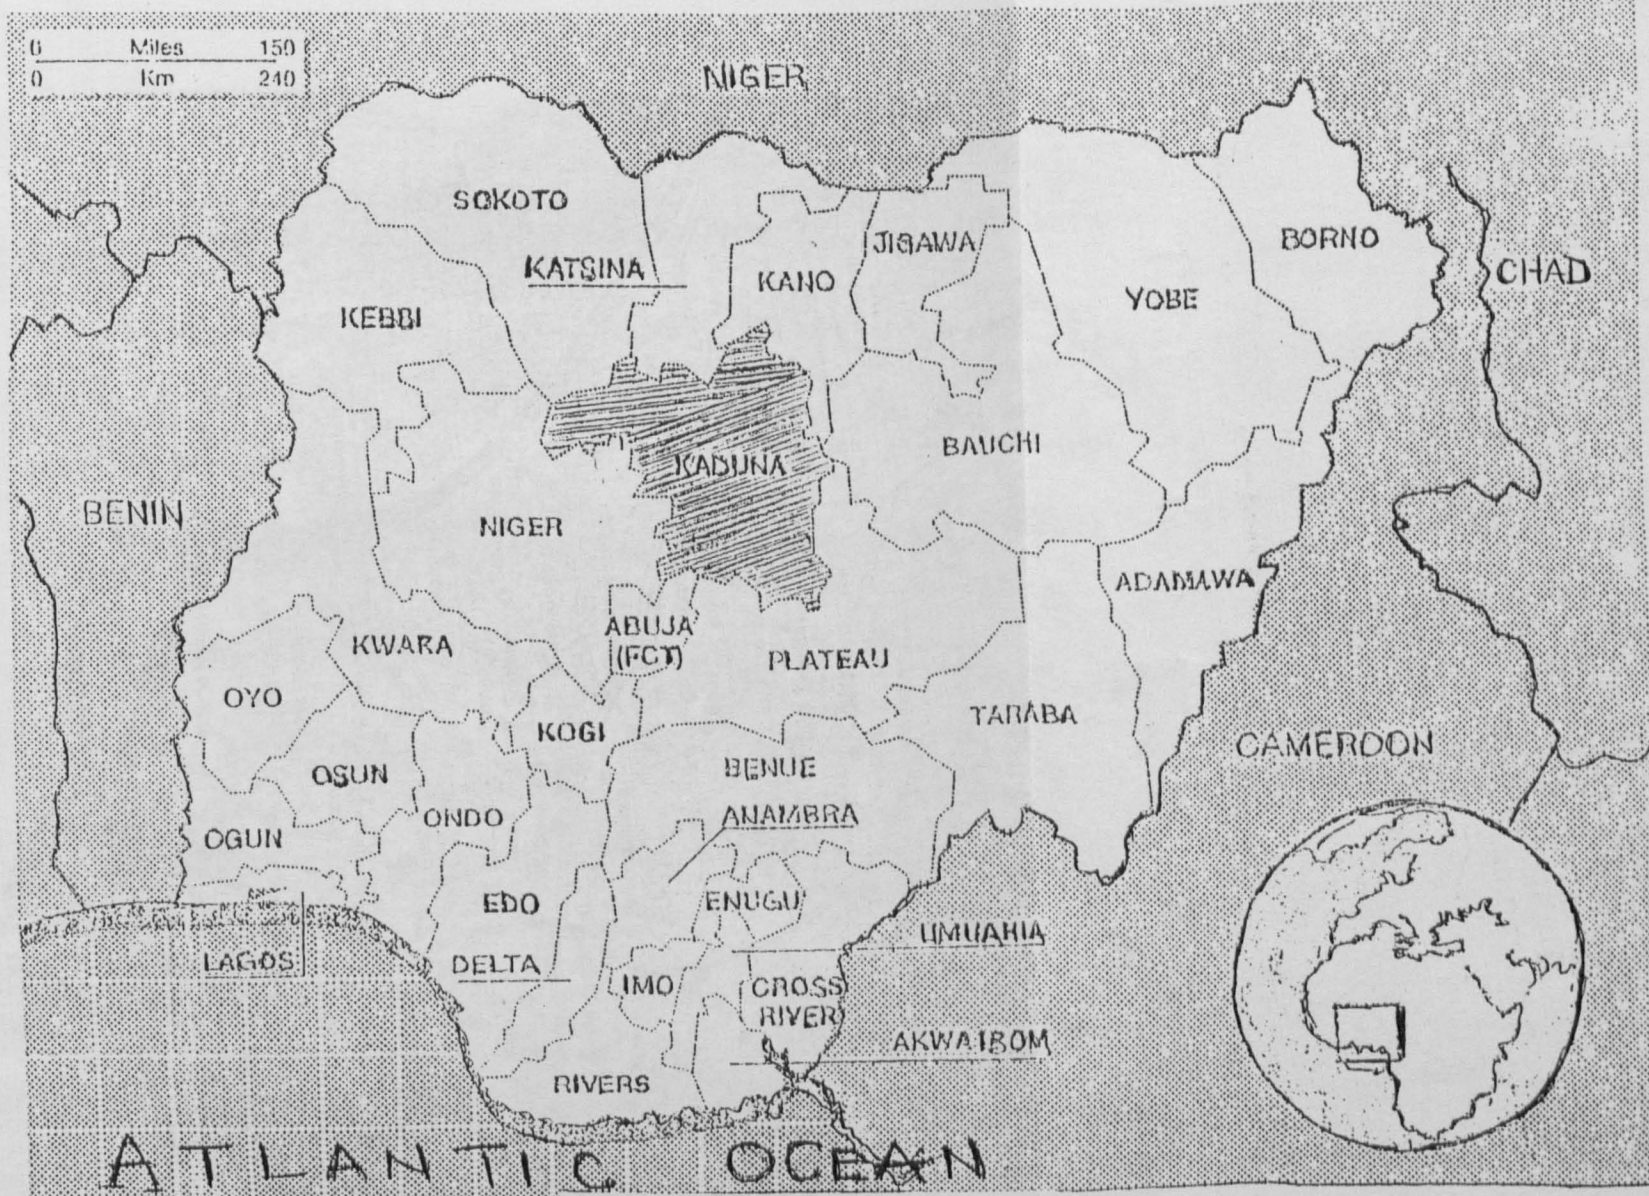 0 Miles 150
0 Km 240
NIGER
SOKOTO
KATSINA
KANO
JIGAWA
YOBE
BORNO
CHAD
KEBBI
BAUCHI
KADUNA
BENIN
NIGER
ADAMAWA
ABUJA
(FCT)
KWARA
PLATEAU
OYO
KOGI
TARABA
CAMEROON
OSUN
BENUE
ONDO
ANAMBRA
OGUN
EDO
ENUGU
UMUAHIA
LAGOS
DELTA
IMO
CROSS
RIVER
AKWAIBOM
RIVERS
ATLANTIC OCEAN